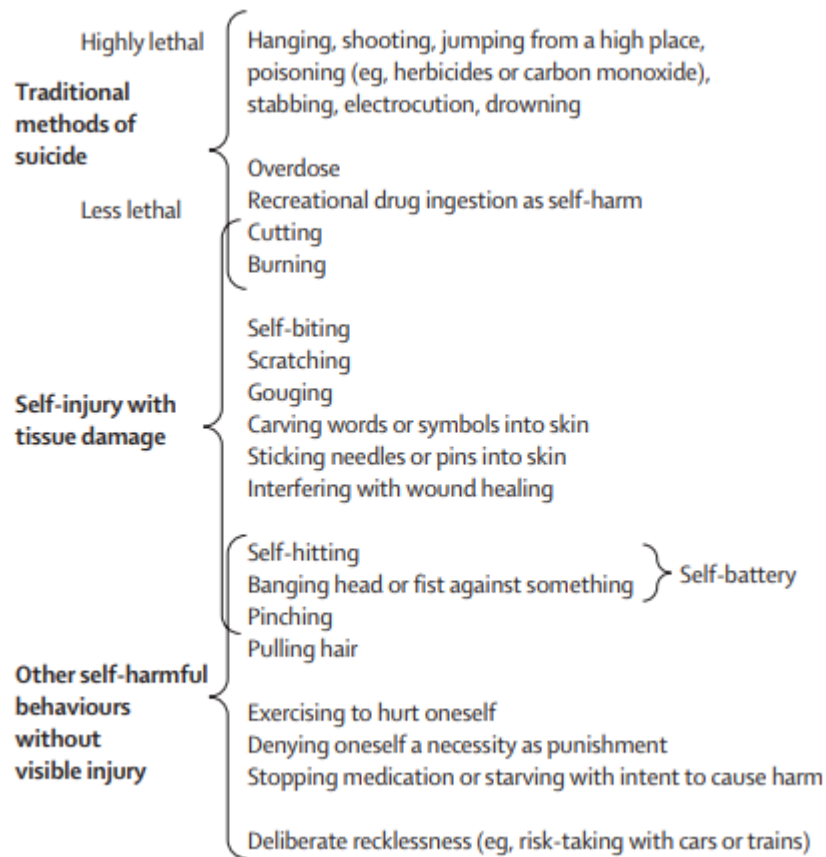 Highly lethal
Hanging, shooting, jumping from a high place,
poisoning (eg, herbicides or carbon monoxide),
stabbing, electrocution, drowning
Traditional
methods of
suicide
Overdose
Recreational drug ingestion as self-harm
Less lethal
Cutting
Burning
Self-biting
Scratching
Gouging
Carving words or symbols into skin
Sticking needles or pins into skin
Interfering with wound healing
Self-injury with
tissue damage
Self-hitting
Banging head or fist against something
Self-battery
Pinching
Pulling hair
Other self-harmful
behaviours
without
visible injury
Exercising to hurt oneself
Denying oneself a necessity as punishment
Stopping medication or starving with intent to cause harm
Deliberate recklessness (eg, risk-taking with cars or trains)